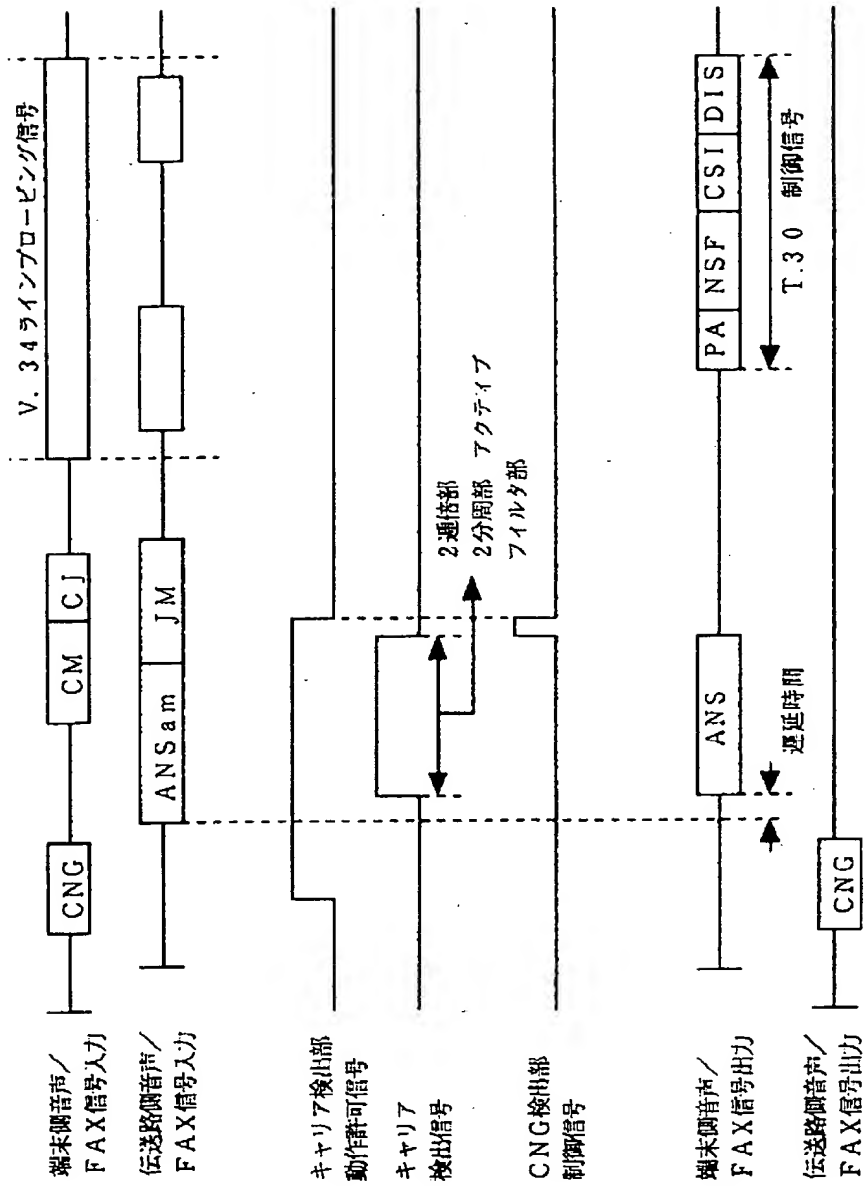 端末側音声／
FAX信号入力
CNG
CM
CJ
V.34ラインプロービング信号
伝送路側音声／
FAX信号入力
ANSam
JM
キャリア検出部
動作許可信号
キャリア
検出信号
2逓倍部
2分周部 アクティブ
フィルタ部
CNG検出部
制御信号
端末側音声／
FAX信号出力
ANS
遅延時間
PA
NSF
CSI
DIS
T.30 制御信号
伝送路側音声／
FAX信号出力
CNG